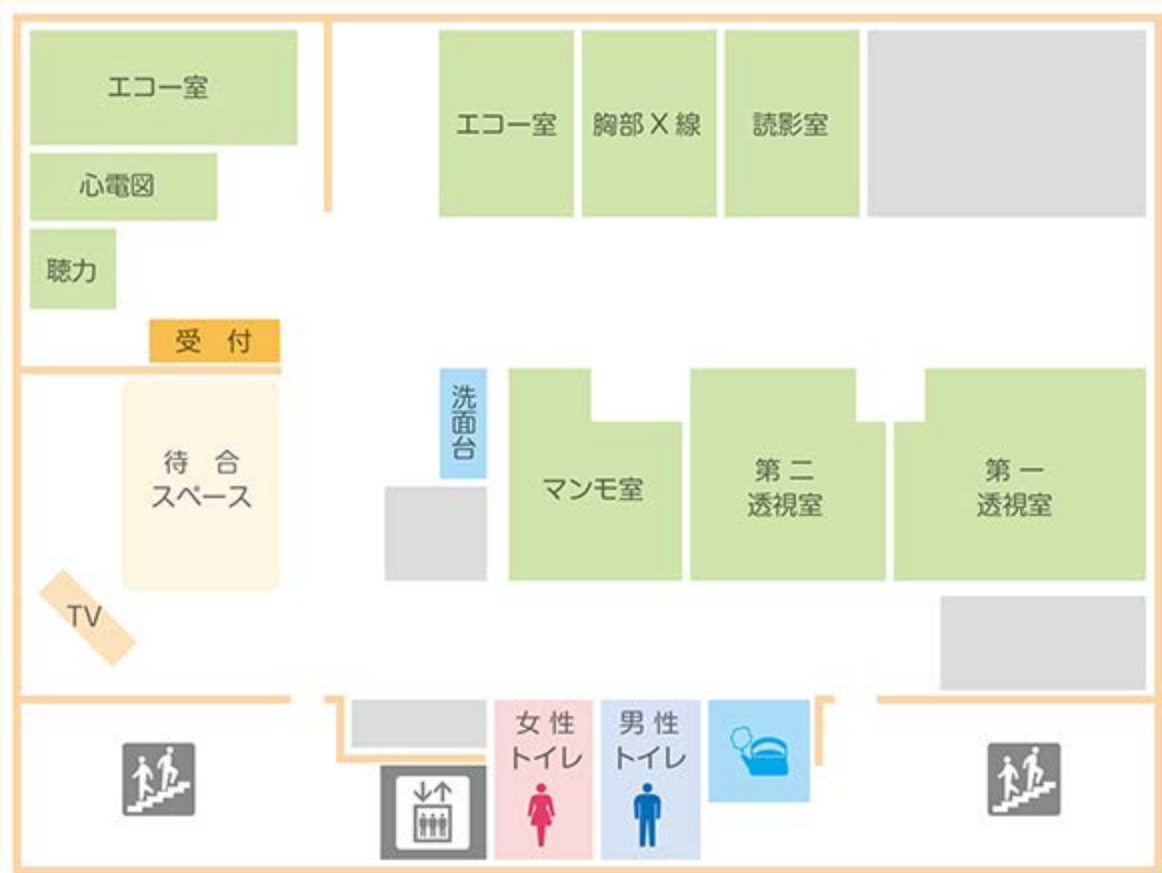 エコー室
エコー室
胸部X線
読影室
心電図
聴力
受 付
洗面台
待 合
スペース
マンモ室
第二
透視室
第一
透視室
TV
女性
トイレ
男性
トイレ